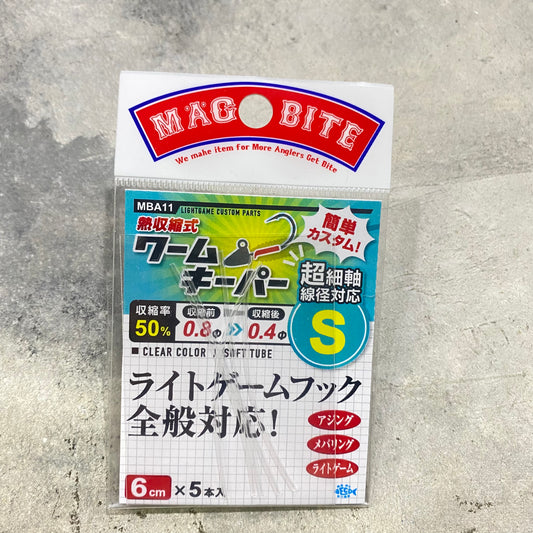 MAG BITE
We make item for More Anglers Get Bite
MBA11
LIGHTGAME CUSTOM PARTS
熱収縮式
ワーム
キーパー
簡単
カスタム!
超細軸
線径対応
S
収縮率
50%
収縮前
0.8Φ
収縮後
0.4Φ
■ CLEAR COLOR / SOFT TUBE
ライトゲームフック
全般対応!
アジング
メバリング
ライトゲーム
6cm×5本入